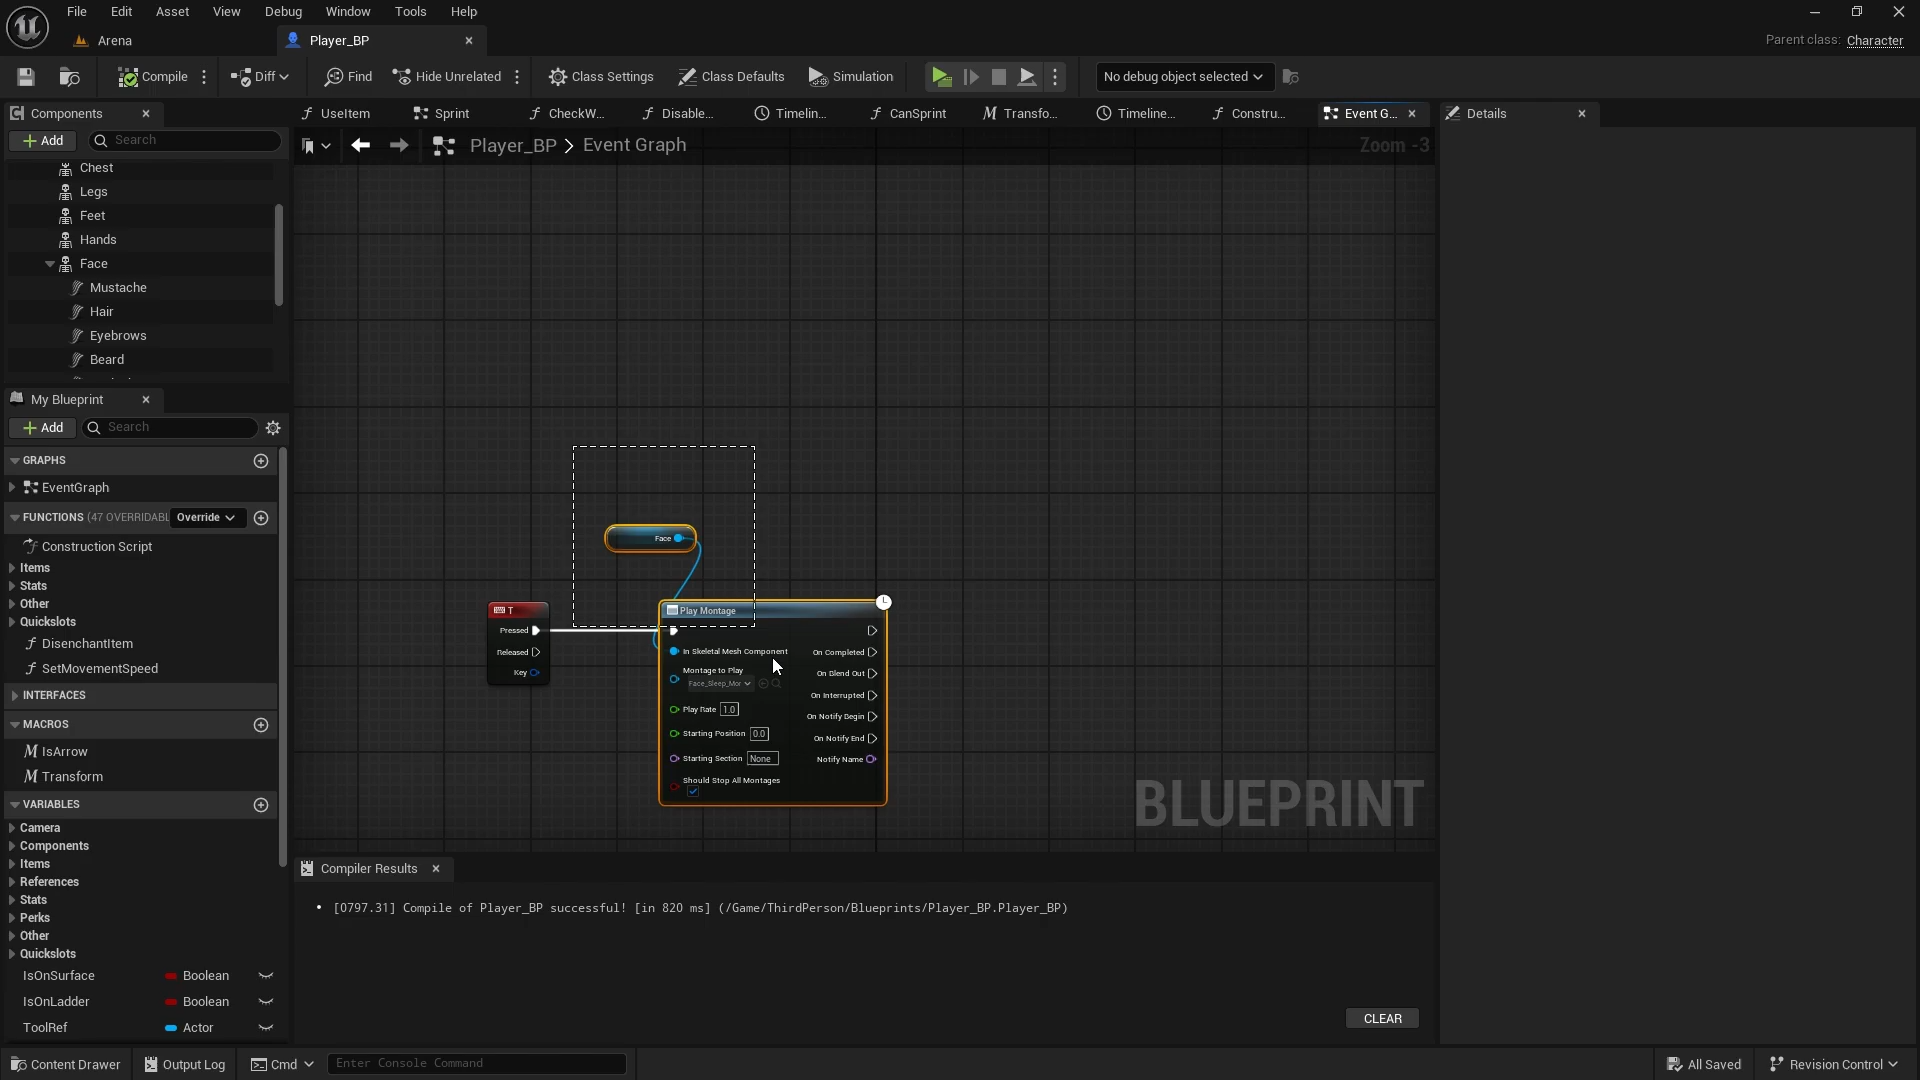 File Edit Asset View Debug Window Tools Help
Arena
Player_BP
Parent class: Character
Compile
Diff
Find
Hide Unrelated
Class Settings
Class Defaults
Simulation
No debug object selected
Components
UseItem
Sprint
CheckW...
Disable...
Timelin...
CanSprint
Transfo...
Timeline...
Constru...
Event G...
Details
Add
Search
Player_BP > Event Graph
Zoom -3
Chest
Legs
Feet
Hands
Face
Mustache
Hair
Eyebrows
Beard
My Blueprint
Add
Search
GRAPHS
EventGraph
FUNCTIONS (47 OVERRIDABL
Override
Construction Script
Items
Stats
Other
Quickslots
DisenchantItem
SetMovementSpeed
INTERFACES
MACROS
IsArrow
Transform
VARIABLES
Camera
Components
Items
References
Stats
Perks
Other
Quickslots
IsOnSurface Boolean
IsOnLadder Boolean
ToolRef Actor
Face
T
Pressed
Released
Key
Play Montage
In Skeletal Mesh Component
Montage to Play
Face_Sleep_Mor
Play Rate 1.0
Starting Position 0.0
Starting Section None
Should Stop All Montages
On Completed
On Blend Out
On Interrupted
On Notify Begin
On Notify End
Notify Name
BLUEPRINT
Compiler Results
• [0797.31] Compile of Player_BP successful! [in 820 ms] (/Game/ThirdPerson/Blueprints/Player_BP.Player_BP)
CLEAR
Content Drawer
Output Log
Cmd
Enter Console Command
All Saved
Revision Control